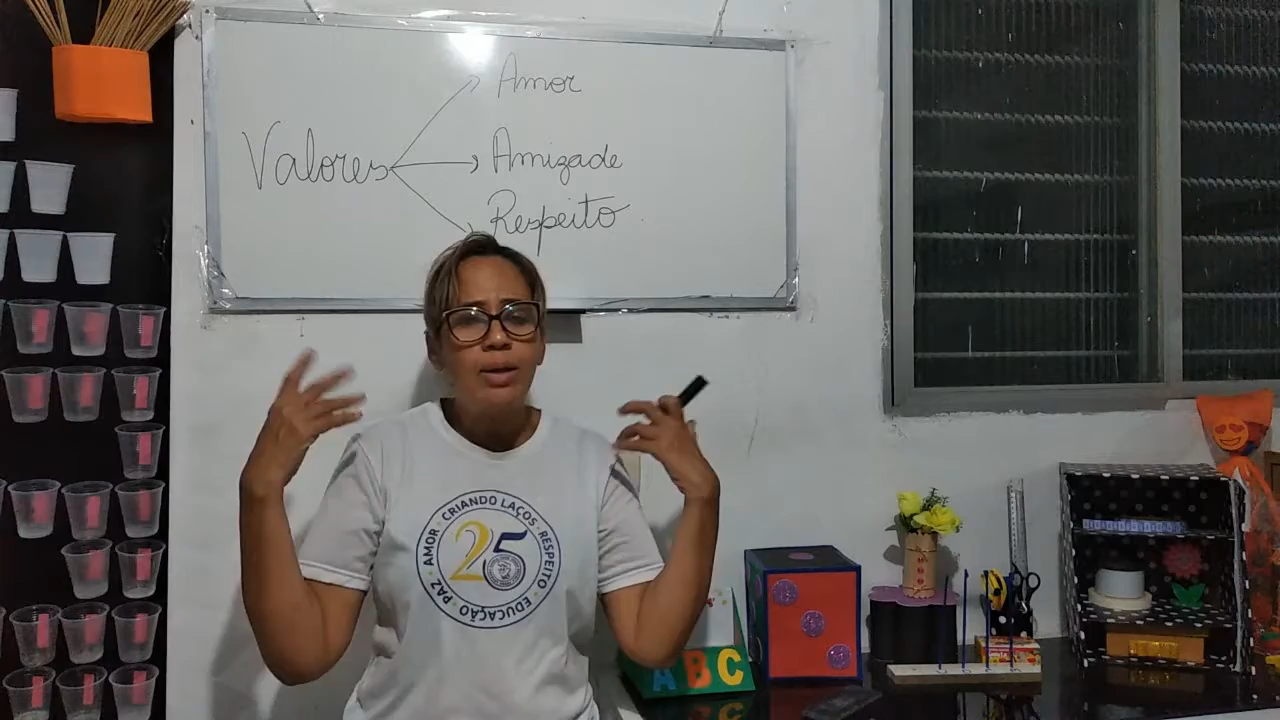 Amor
Valores
Amizade
Respeito
PAZ · AMOR · CRIANDO LAÇOS · RESPEITO · EDUCAÇÃO ·
25
ABC